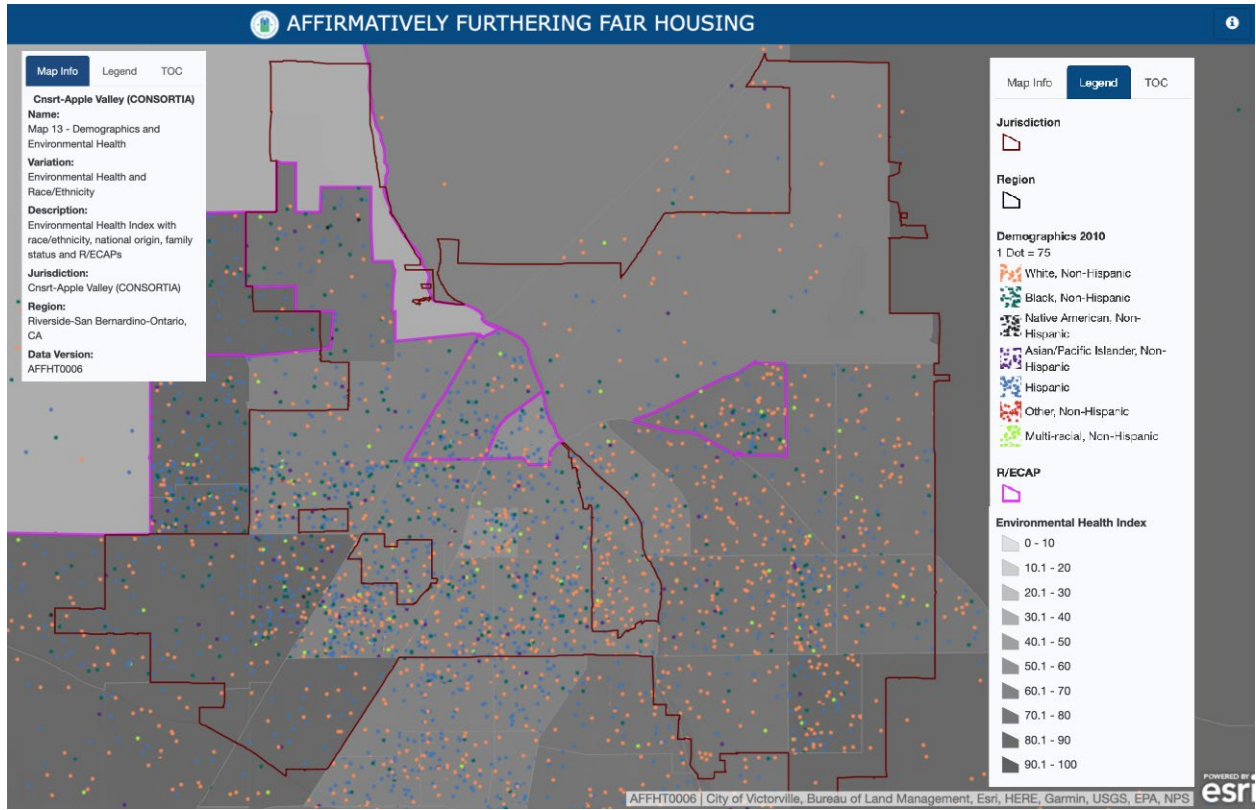 AFFIRMATIVELY FURTHERING FAIR HOUSING
Map Info Legend TOC
Cnsrt-Apple Valley (CONSORTIA)
Name:
Map 13 - Demographics and
Environmental Health
Variation:
Environmental Health and
Race/Ethnicity
Description:
Environmental Health Index with
race/ethnicity, national origin, family
status and R/ECAPs
Jurisdiction:
Cnsrt-Apple Valley (CONSORTIA)
Region:
Riverside-San Bernardino-Ontario,
CA
Data Version:
AFFHT0006
Map Info Legend TOC
Jurisdiction
Region
Demographics 2010
1 Dot = 75
White, Non-Hispanic
Black, Non-Hispanic
Native American, Non-
Hispanic
Asian/Pacific Islander, Non-
Hispanic
Hispanic
Other, Non-Hispanic
Multi-racial, Non-Hispanic
R/ECAP
Environmental Health Index
0 - 10
10.1 - 20
20.1 - 30
30.1 - 40
40.1 - 50
50.1 - 60
60.1 - 70
70.1 - 80
80.1 - 90
90.1 - 100
AFFHT0006 | City of Victorville, Bureau of Land Management, Esri, HERE, Garmin, USGS, EPA, NPS
POWERED BY
esri